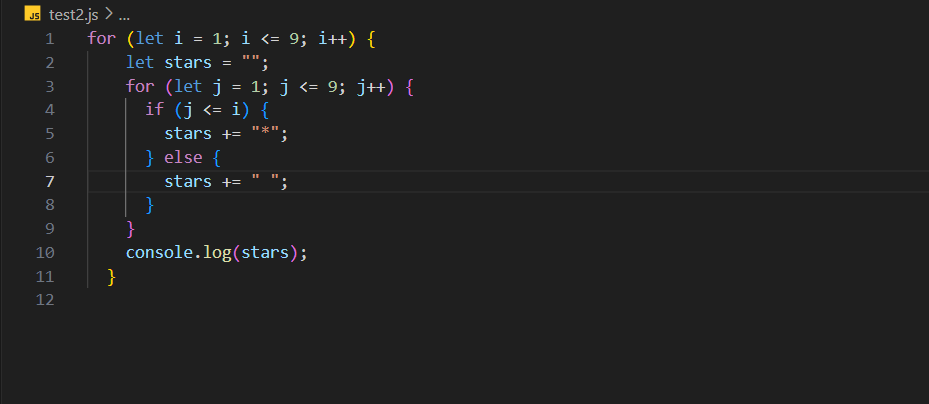 JS test2.js > ...
1 for (let i = 1; i <= 9; i++) {
2     let stars = "";
3     for (let j = 1; j <= 9; j++) {
4       if (j <= i) {
5         stars += "*";
6       } else {
7         stars += " ";
8       }
9     }
10     console.log(stars);
11   }
12